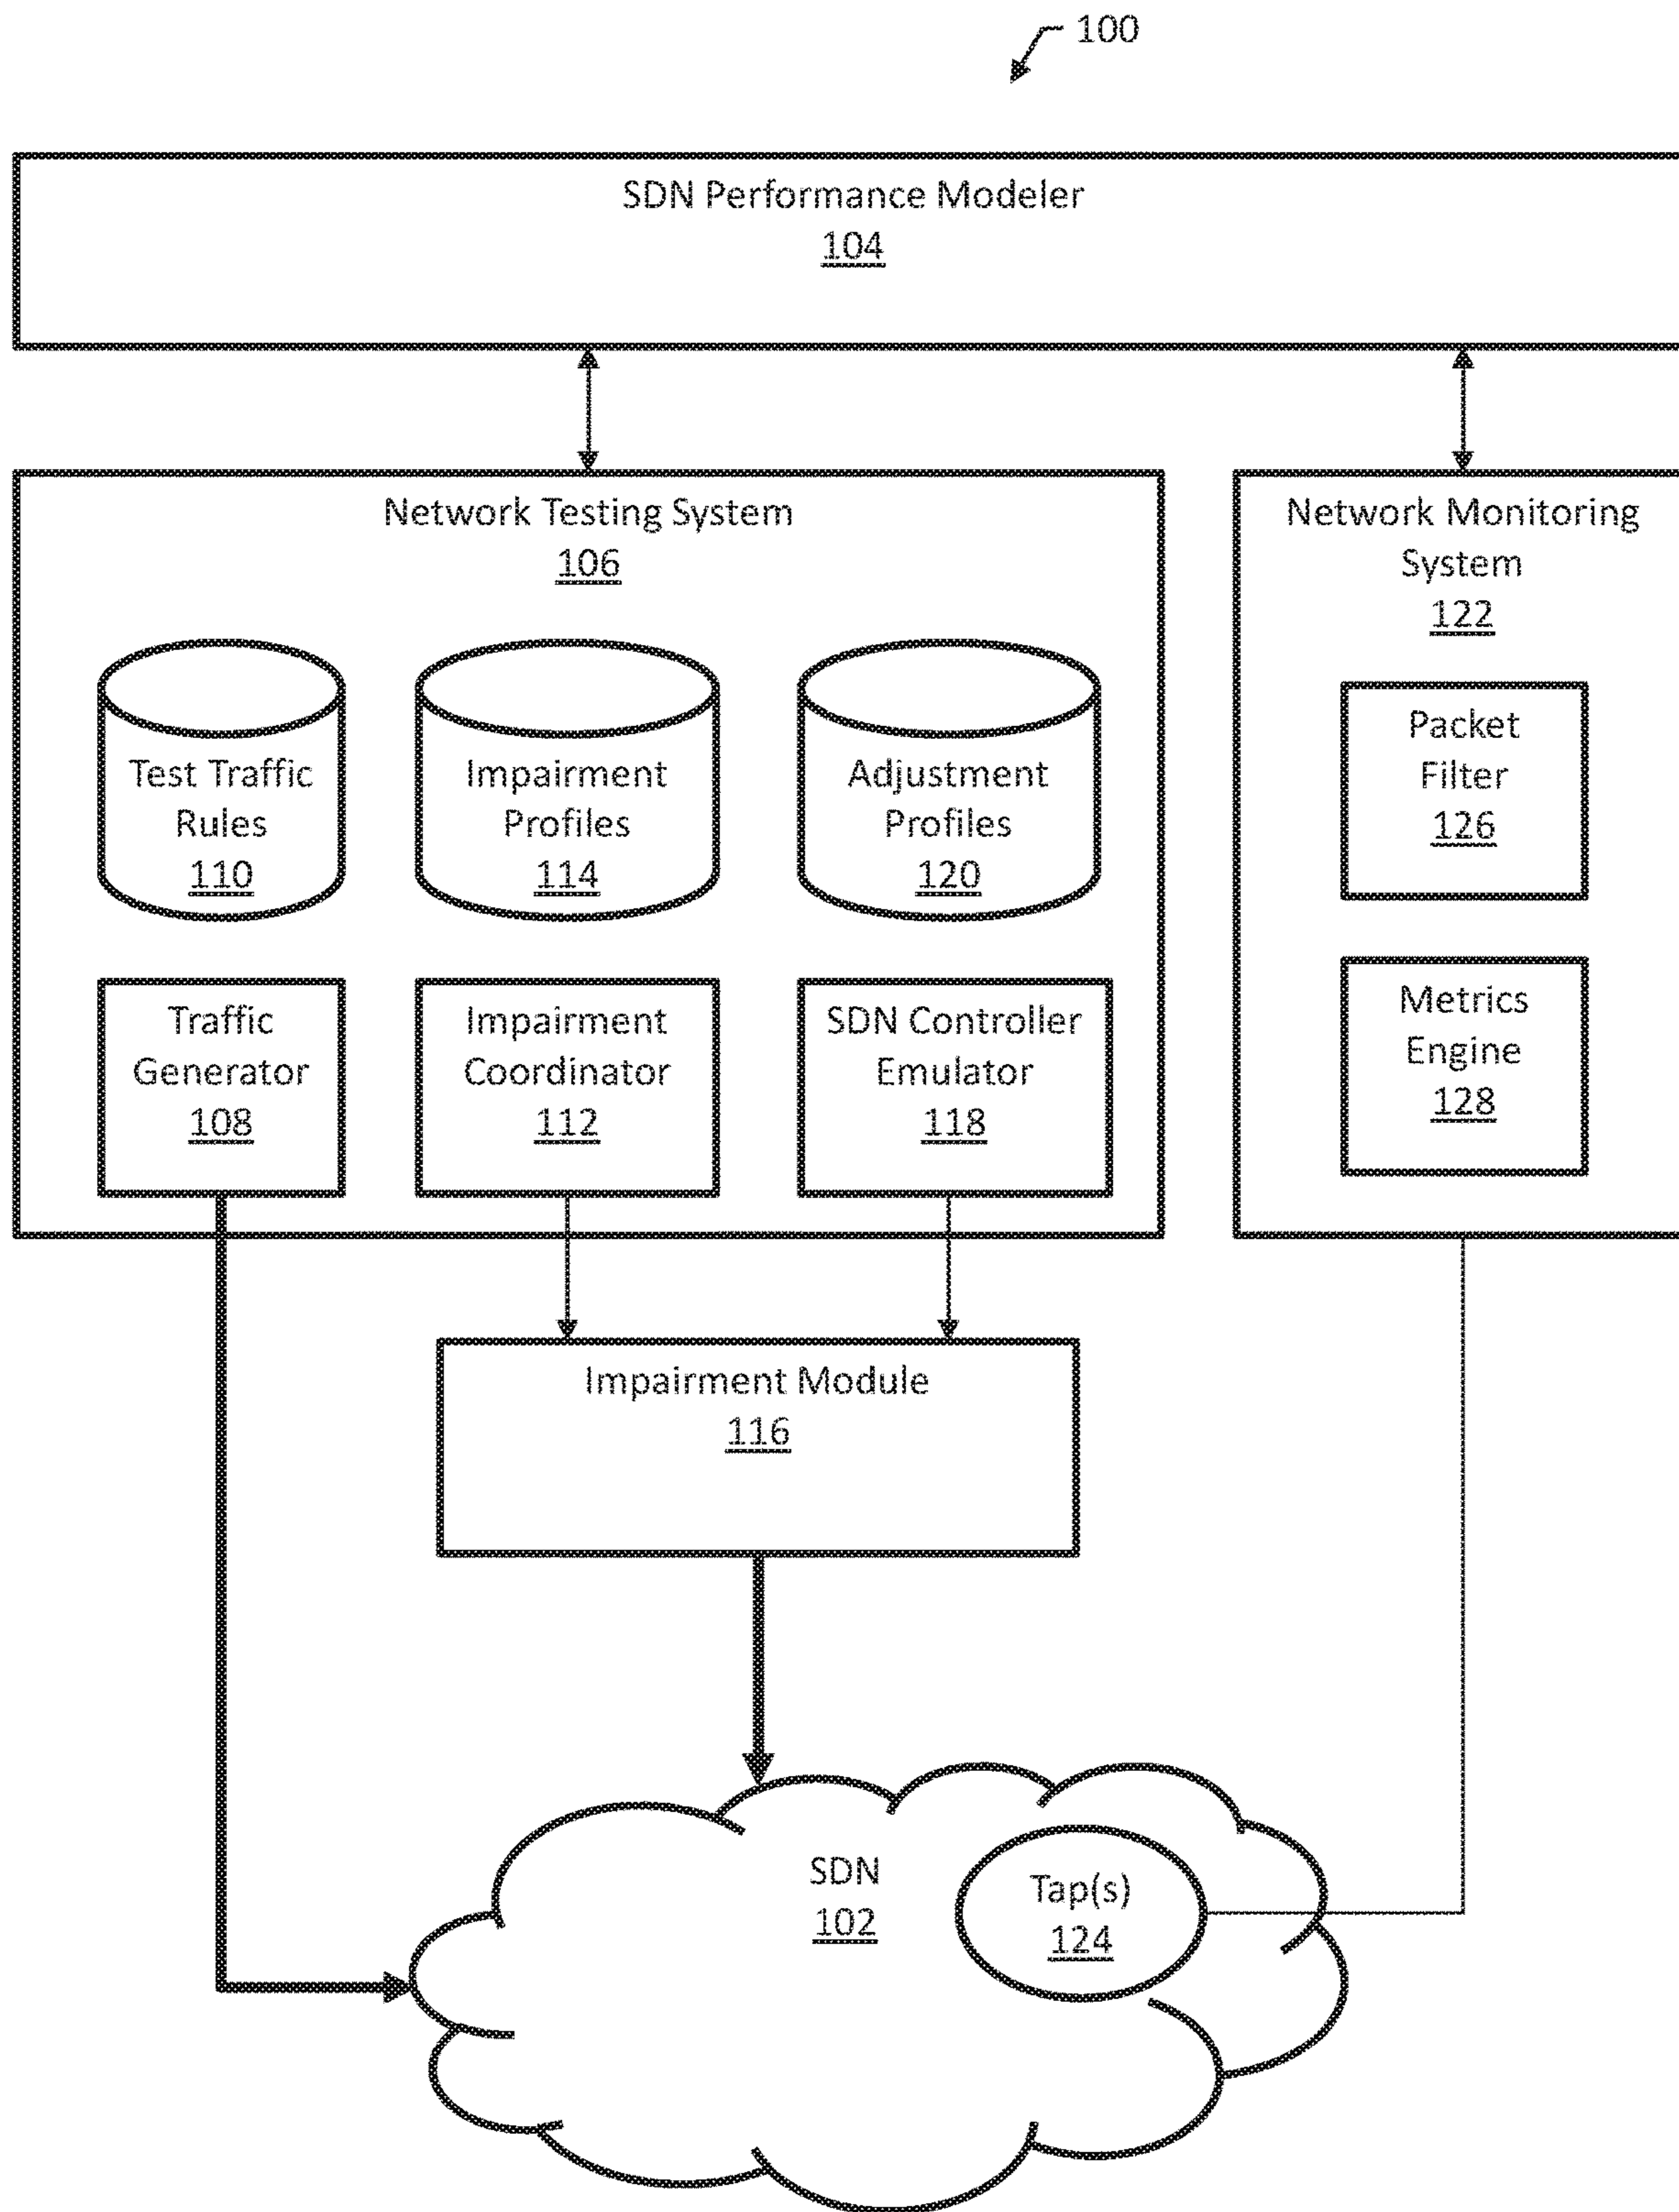 100
SDN Performance Modeler
104
Network Testing System
106
Network Monitoring
System
122
Test Traffic
Rules
110
Impairment
Profiles
114
Adjustment
Profiles
120
Packet
Filter
126
Traffic
Generator
108
Impairment
Coordinator
112
SDN Controller
Emulator
118
Metrics
Engine
128
Impairment Module
116
SDN
102
Tap(s)
124